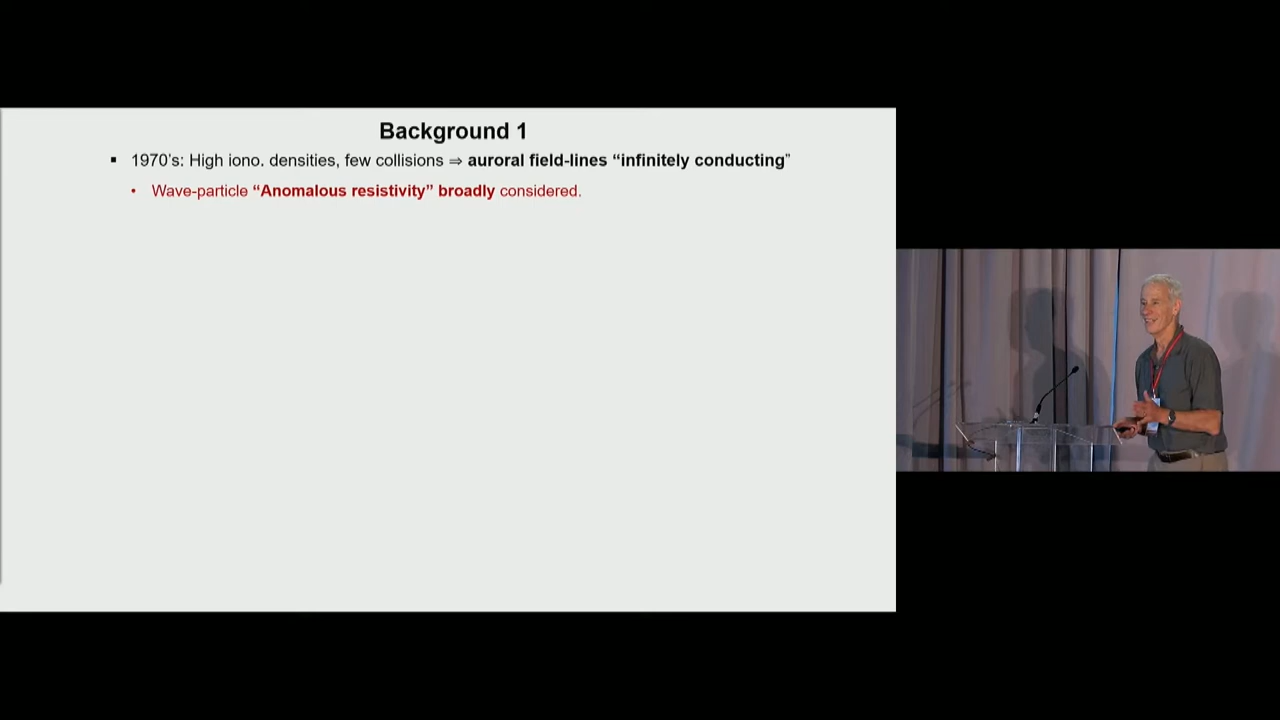 Background 1
▪ 1970's: High iono. densities, few collisions ⇒ auroral field-lines “infinitely conducting”
• Wave-particle “Anomalous resistivity” broadly considered.